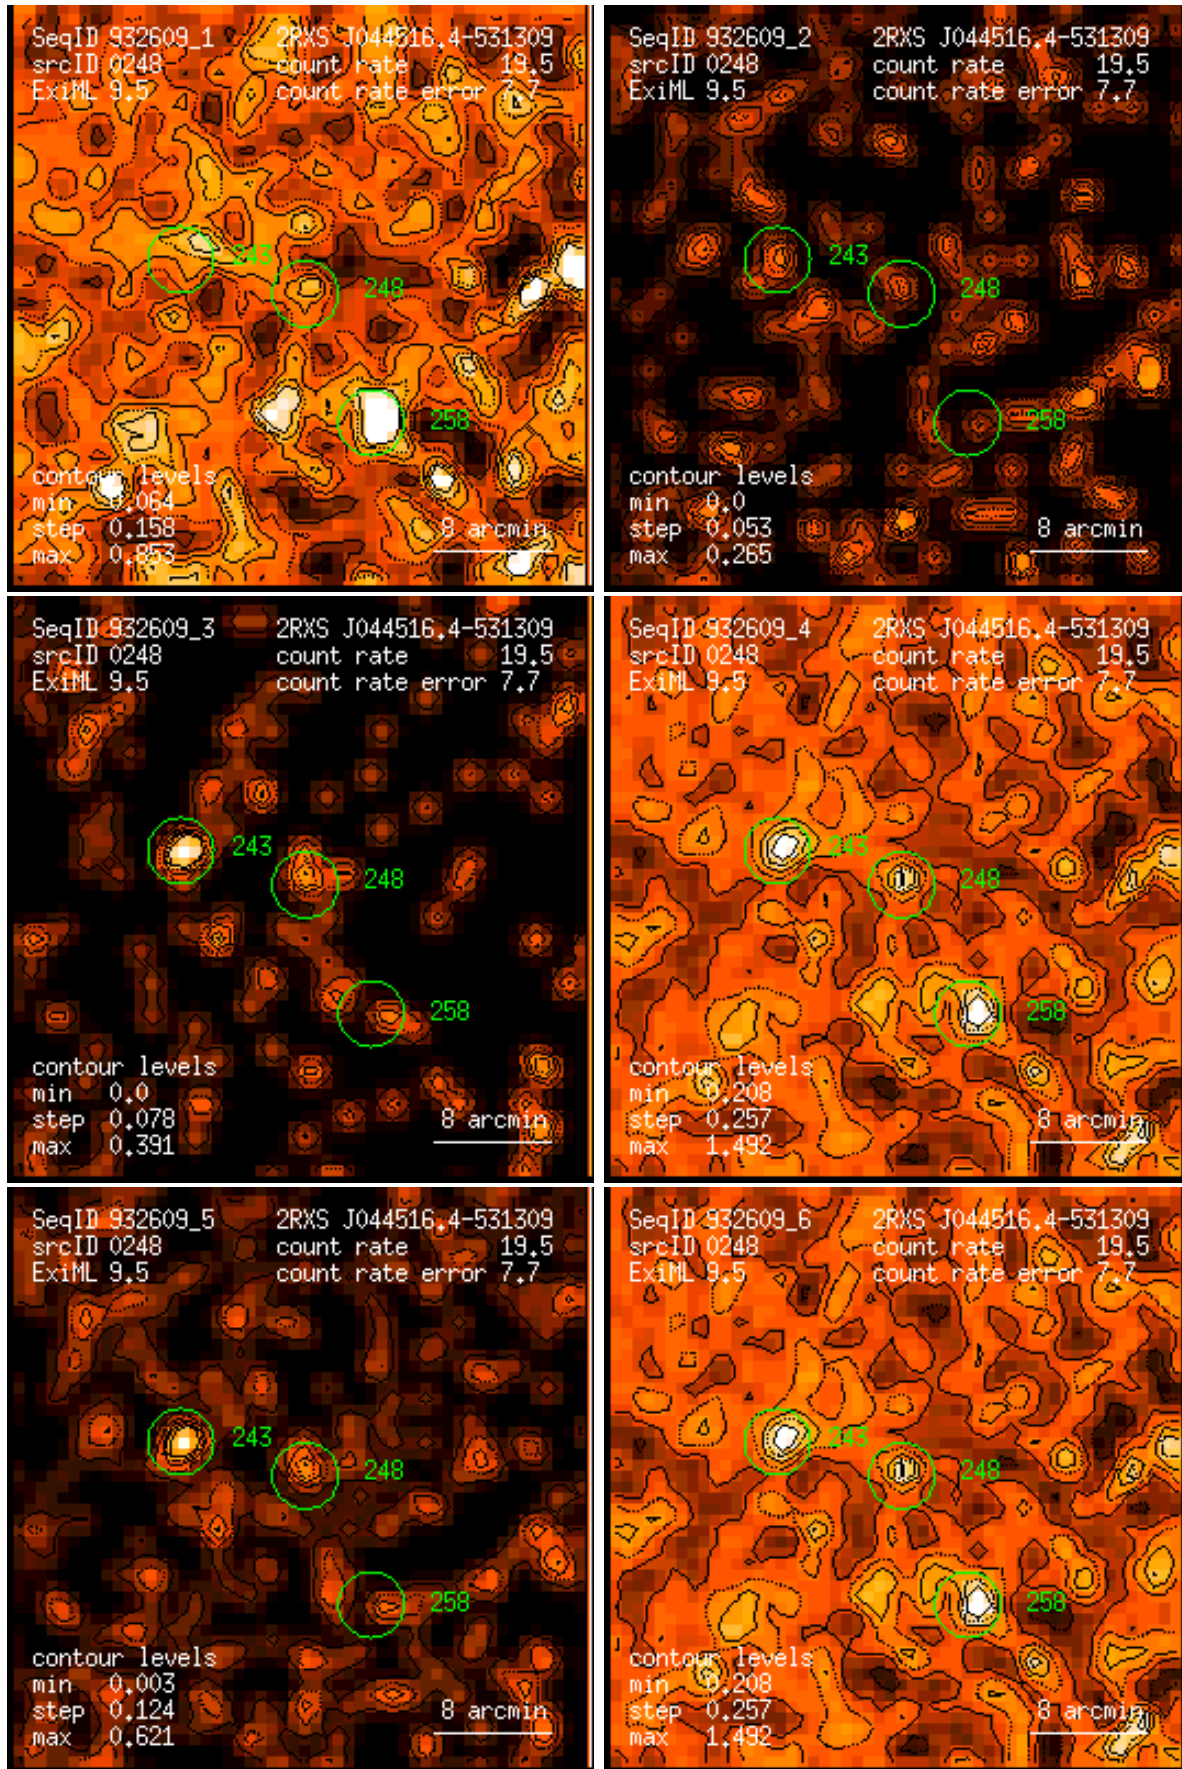 SeqID 932609_1 2RXS J044516.4-531309
srcID 0248 count rate 19.5
ExiML 9.5 count rate error 7.7
243
248
258
contour levels
min 0.064
step 0.158
max 0.853
8 arcmin
SeqID 932609_2 2RXS J044516.4-531309
srcID 0248 count rate 19.5
ExiML 9.5 count rate error 7.7
243
248
258
contour levels
min 0.0
step 0.053
max 0.265
8 arcmin
SeqID 932609_3 2RXS J044516.4-531309
srcID 0248 count rate 19.5
ExiML 9.5 count rate error 7.7
243
248
258
contour levels
min 0.0
step 0.078
max 0.391
8 arcmin
SeqID 932609_4 2RXS J044516.4-531309
srcID 0248 count rate 19.5
ExiML 9.5 count rate error 7.7
243
248
258
contour levels
min 0.208
step 0.257
max 1.492
8 arcmin
SeqID 932609_5 2RXS J044516.4-531309
srcID 0248 count rate 19.5
ExiML 9.5 count rate error 7.7
243
248
258
contour levels
min 0.003
step 0.124
max 0.621
8 arcmin
SeqID 932609_6 2RXS J044516.4-531309
srcID 0248 count rate 19.5
ExiML 9.5 count rate error 7.7
243
248
258
contour levels
min 0.208
step 0.257
max 1.492
8 arcmin